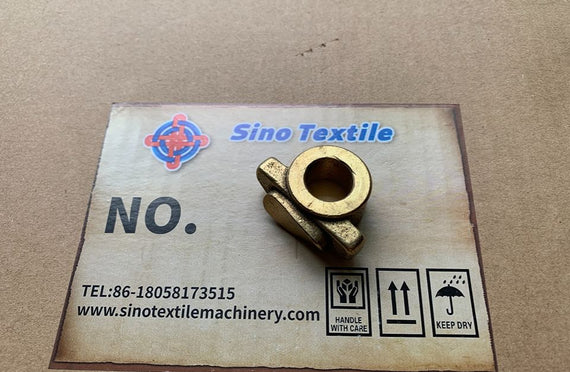 Sino Textile
NO.
TEL:86-18058173515
www.sinotextilemachinery.com
HANDLE
WITH CARE
KEEP DRY